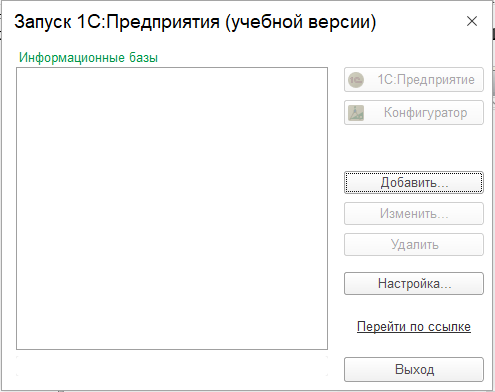 Запуск 1С:Предприятия (учебной версии)
Информационные базы
1С:Предприятие
Конфигуратор
Добавить...
Изменить...
Удалить
Настройка...
Перейти по ссылке
Выход